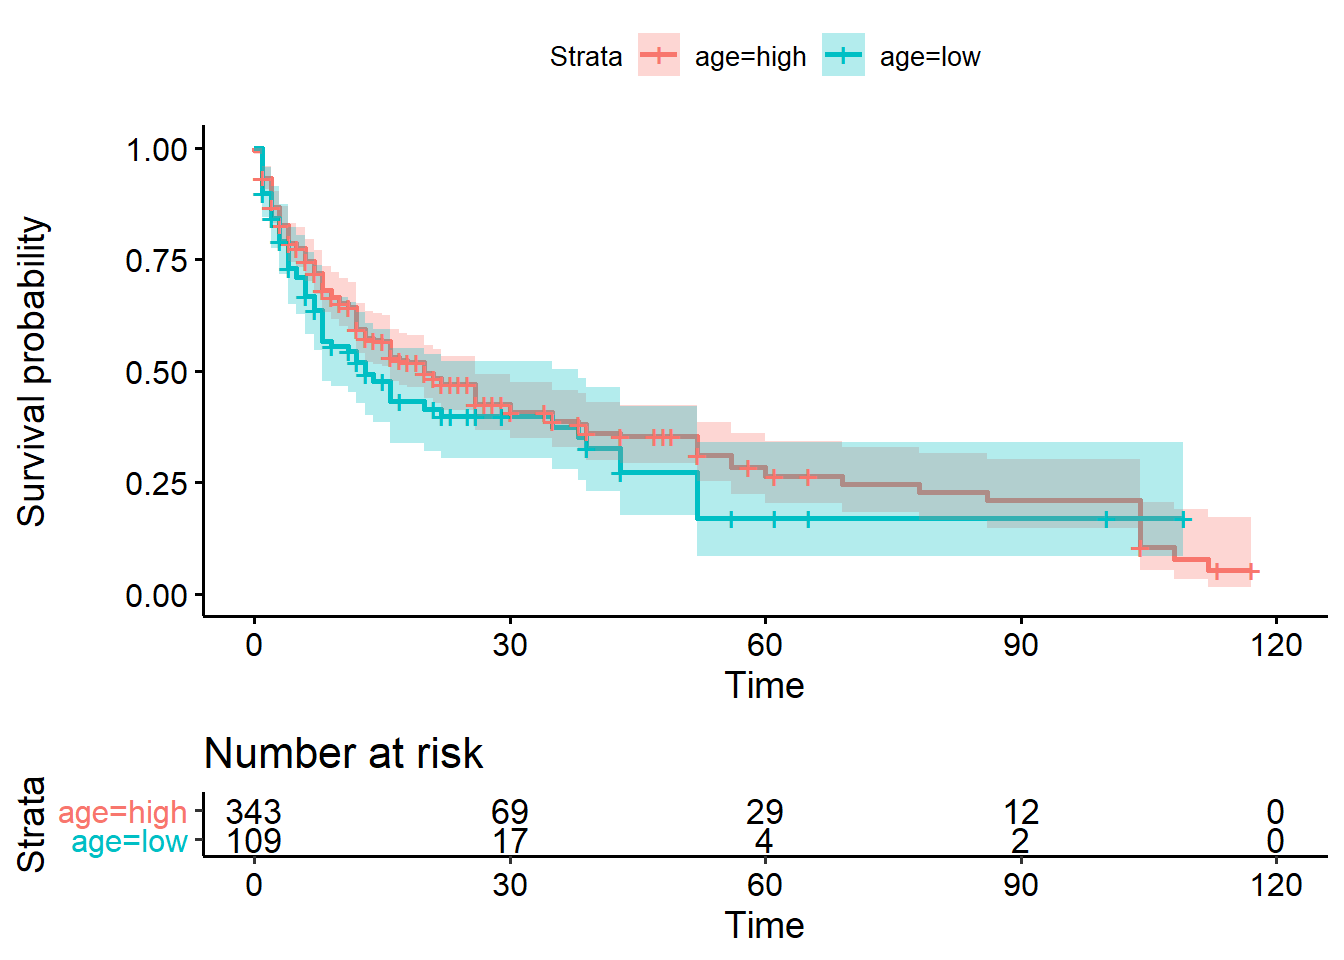 Strata age=high age=low
Survival probability
1.00
0.75
0.50
0.25
0.00
0 30 60 90 120
Time
Number at risk
Strata
age=high 343 69 29 12 0
age=low 109 17 4 2 0
0 30 60 90 120
Time